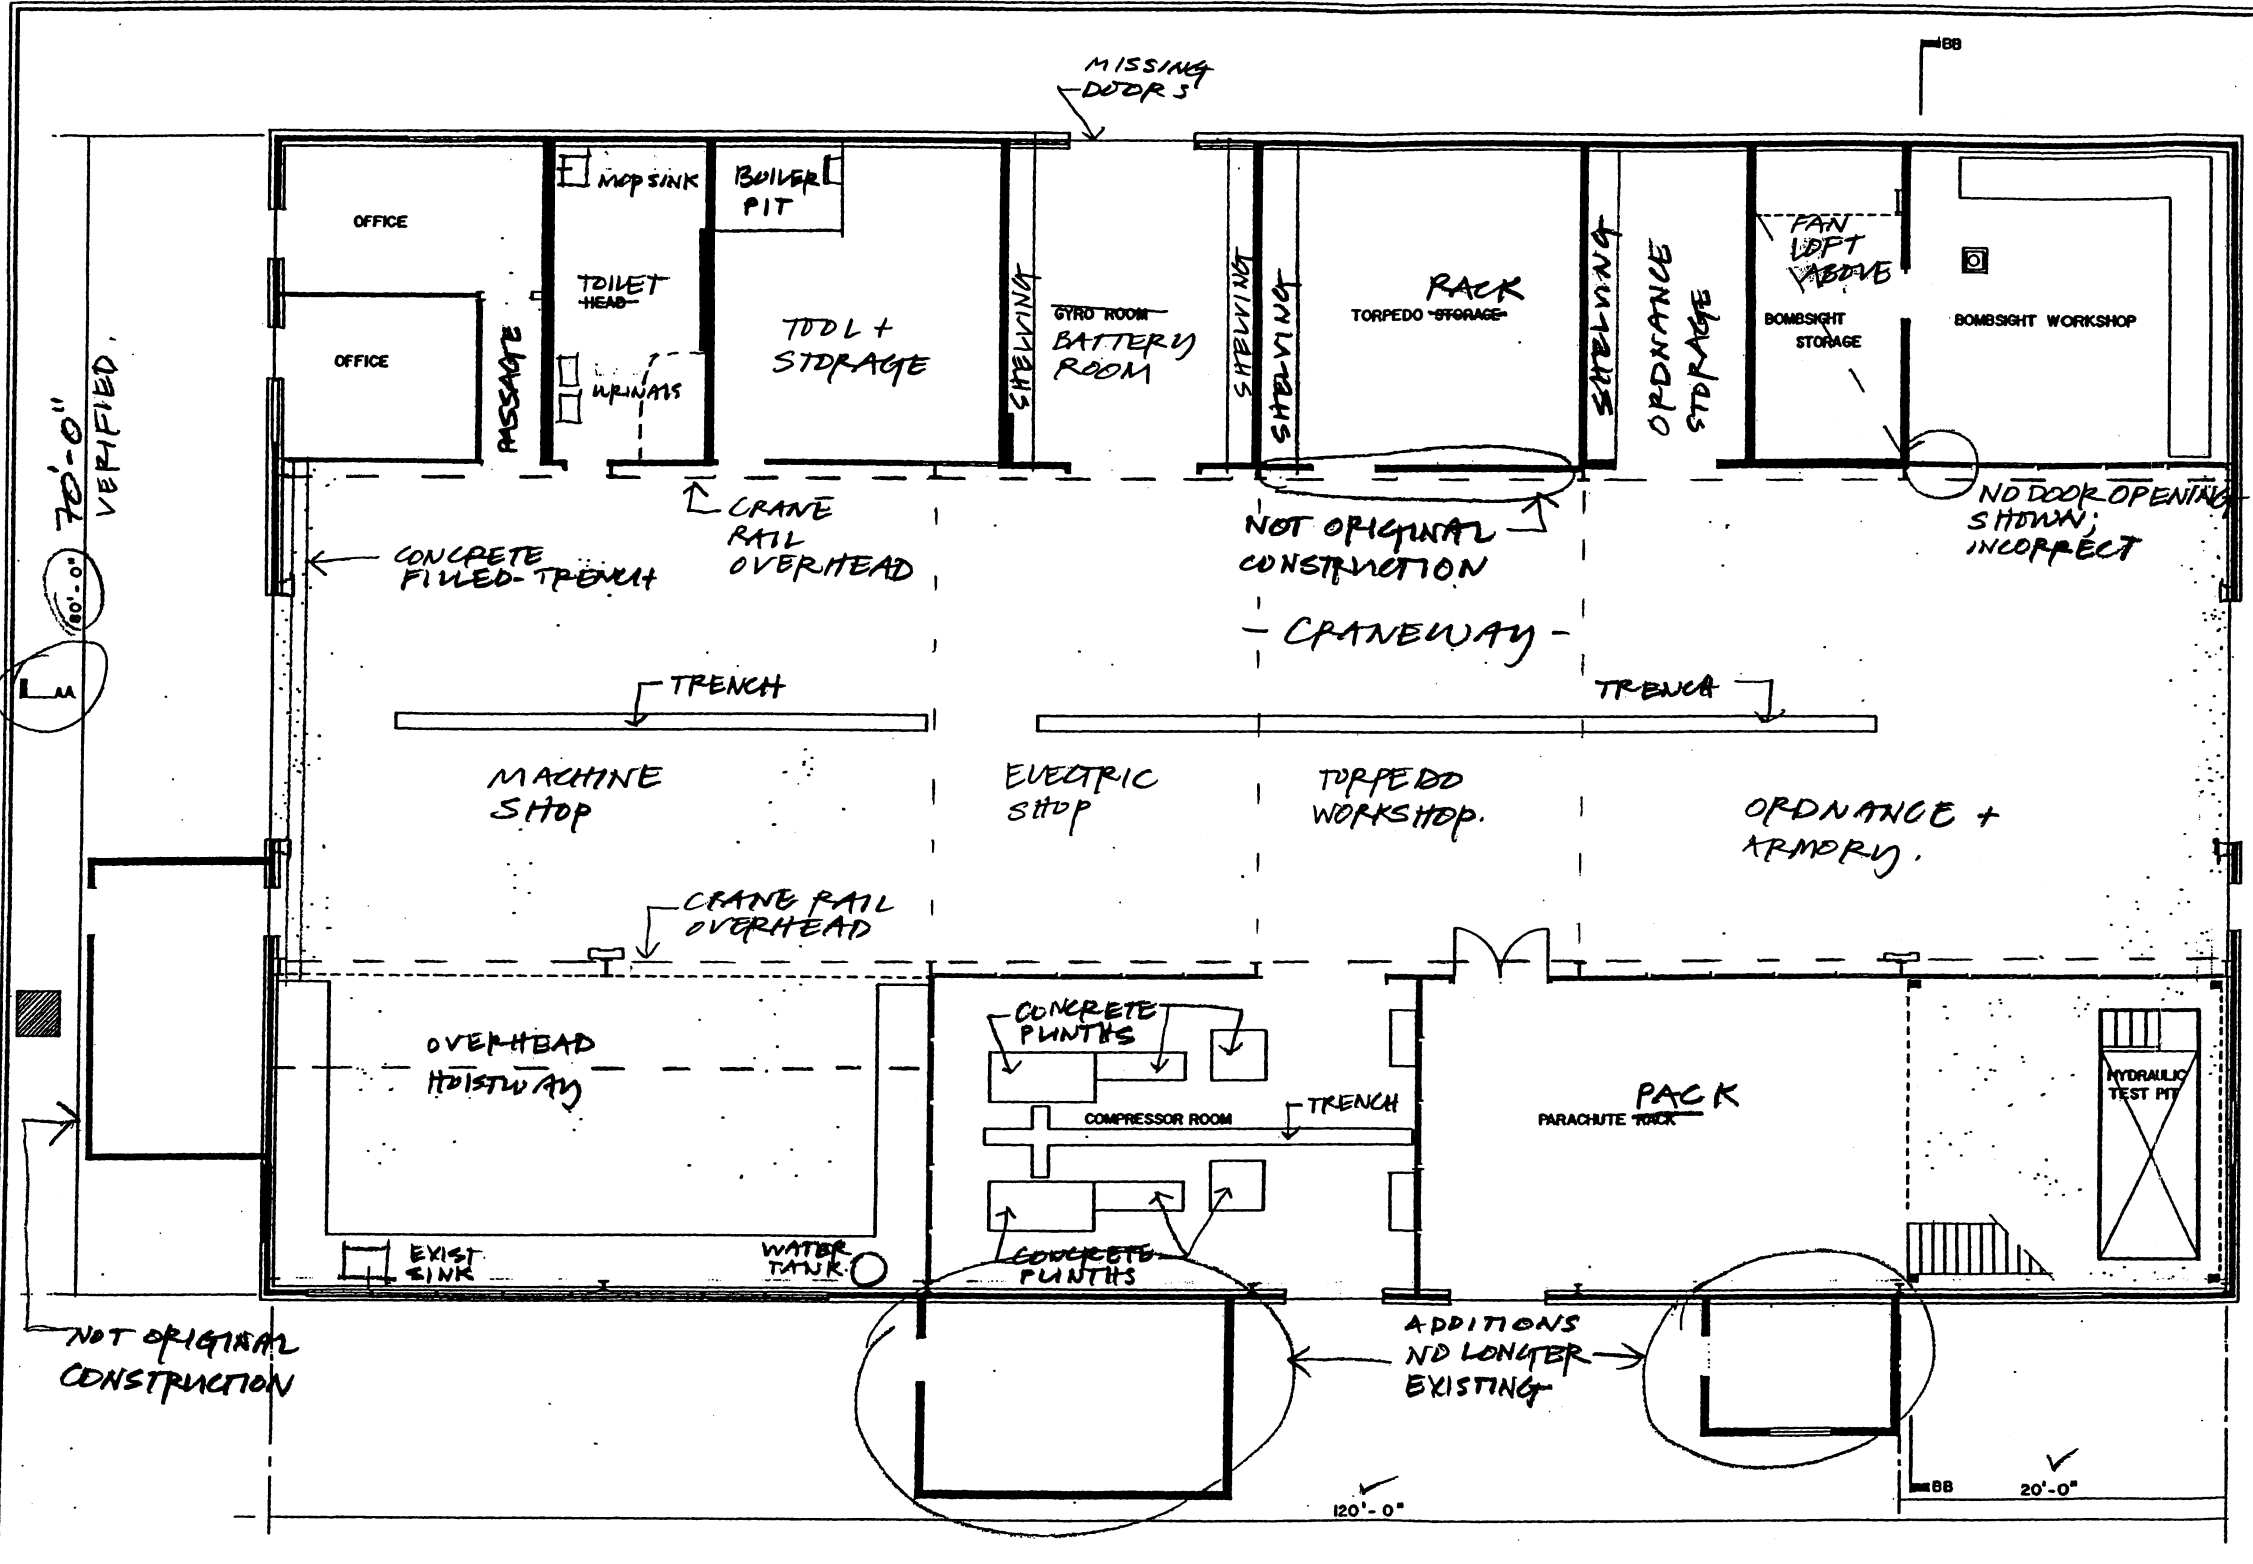 BB
MISSING
DOORS
OFFICE
OFFICE
PASSAGE
MOP SINK
TOILET
HEAD
URINALS
BOILER
PIT
TOOL +
STORAGE
SHELVING
GYRO ROOM
BATTERY
ROOM
SHELVING
SHELVING
RACK
TORPEDO STORAGE
SHELVING
ORDNANCE
STORAGE
FAN
LOFT
ABOVE
BOMBSIGHT
STORAGE
BOMBSIGHT WORKSHOP
70'-0"
VERIFIED.
80'-0"
AA
CRANE
RAIL
OVERHEAD
CONCRETE
FILLED-TRENCH
NOT ORIGINAL
CONSTRUCTION
NO DOOR OPENING
SHOWN;
INCORRECT
- CRANEWAY -
TRENCH
TRENCH
MACHINE
SHOP
ELECTRIC
SHOP
TORPEDO
WORKSHOP.
ORDNANCE +
ARMORY.
CRANE RAIL
OVERHEAD
OVERHEAD
HOISTWAY
CONCRETE
PLINTHS
COMPRESSOR ROOM
TRENCH
CONCRETE
PLINTHS
PACK
PARACHUTE RACK
HYDRAULIC
TEST PIT
EXIST.
SINK
WATER
TANK
NOT ORIGINAL
CONSTRUCTION
ADDITIONS
NO LONGER
EXISTING
120'-0"
BB
20'-0"